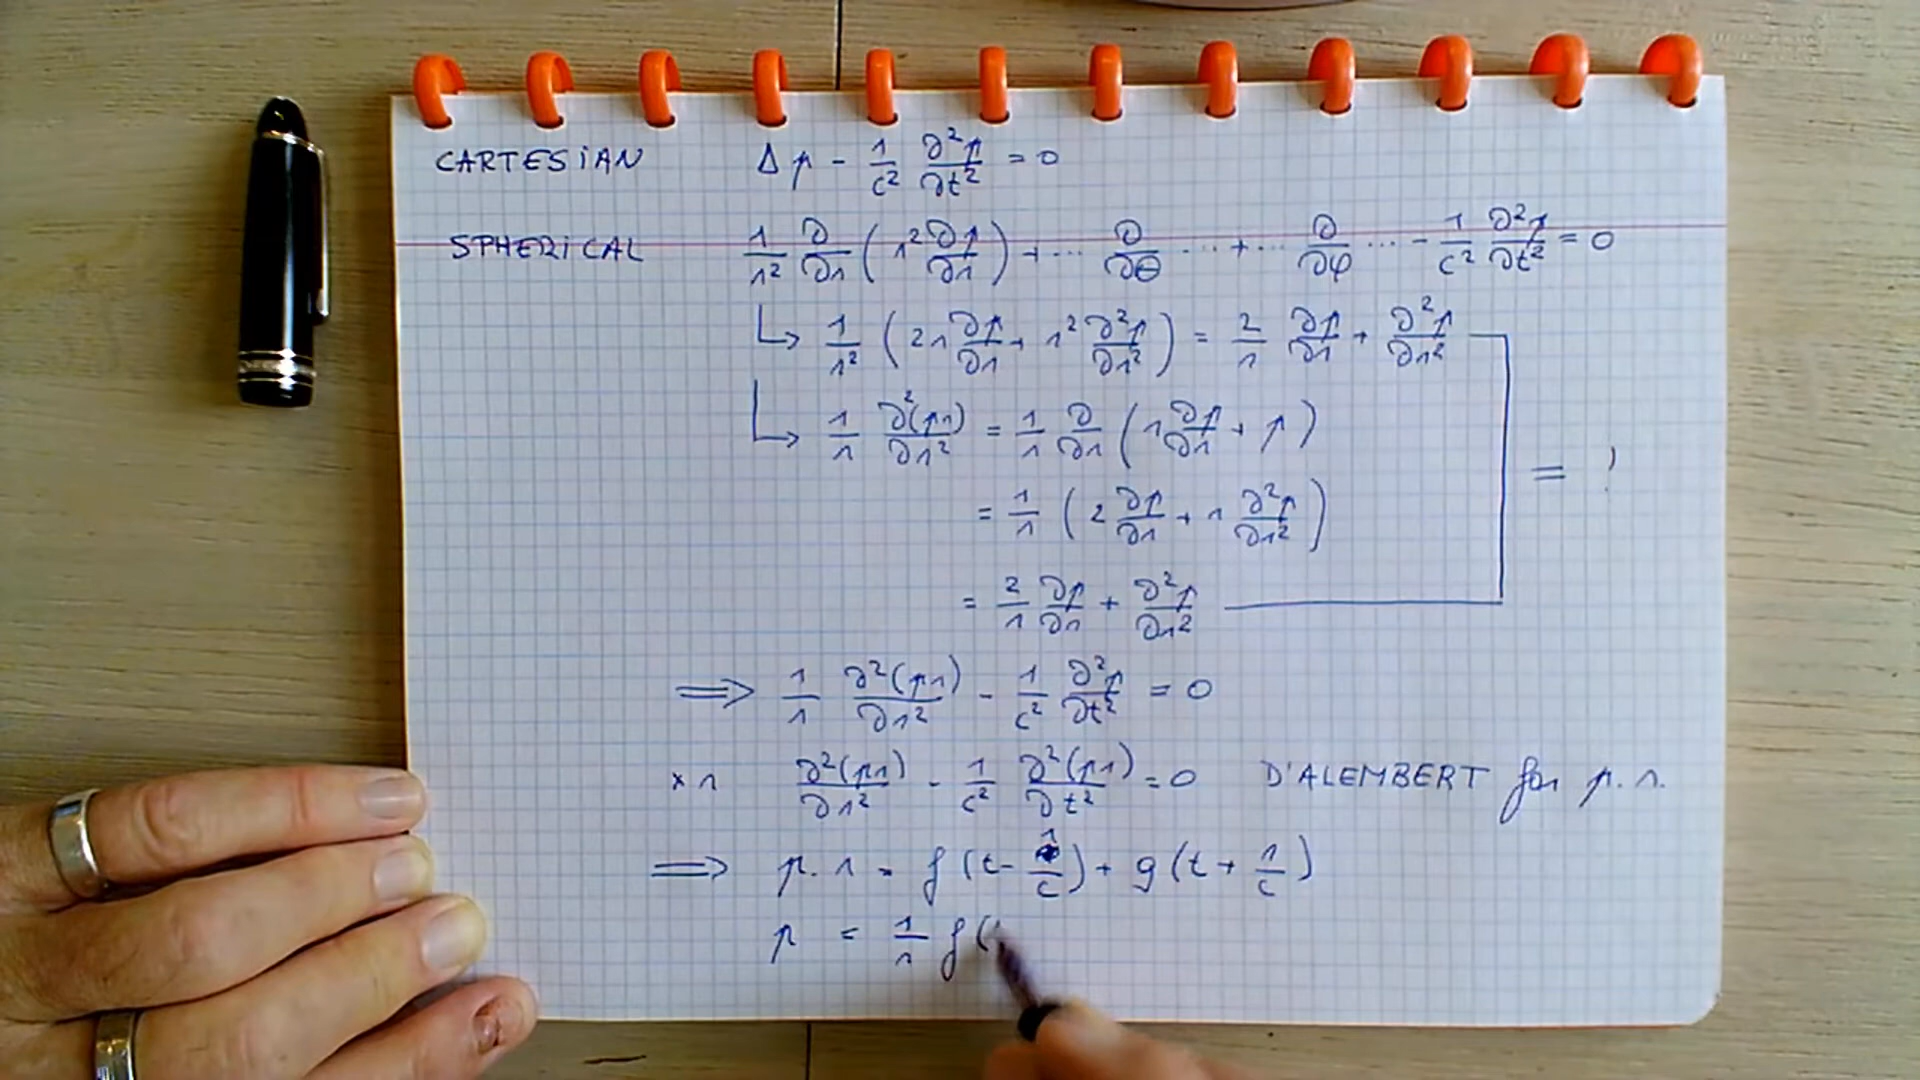 CARTESIAN Δp - 1/c² ∂²p/∂t² = 0
SPHERICAL 1/r² ∂/∂r (r² ∂p/∂r) + ... ∂/∂θ ... + ... ∂/∂φ ... - 1/c² ∂²p/∂t² = 0
↳ 1/r² (2r ∂p/∂r + r² ∂²p/∂r²) = 2/r ∂p/∂r + ∂²p/∂r²
↳ 1/r ∂²(pr)/∂r² = 1/r ∂/∂r (r ∂p/∂r + p)
= !
= 1/r (2 ∂p/∂r + r ∂²p/∂r²)
= 2/r ∂p/∂r + ∂²p/∂r²
⟹ 1/r ∂²(pr)/∂r² - 1/c² ∂²p/∂t² = 0
× r ∂²(pr)/∂r² - 1/c² ∂²(pr)/∂t² = 0 D'ALEMBERT for p.r.
⟹ p.r = f(t - r/c) + g(t + r/c)
p = 1/r f(